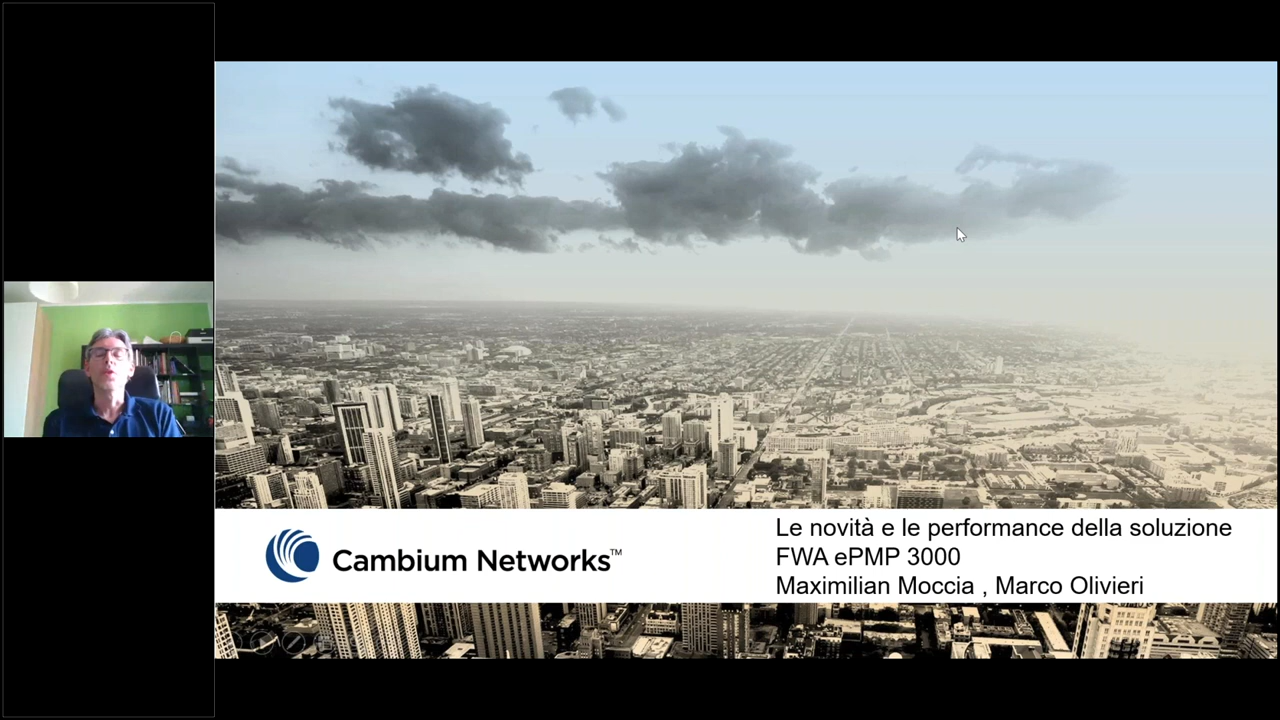 Cambium Networks™
Le novità e le performance della soluzione
FWA ePMP 3000
Maximilian Moccia , Marco Olivieri